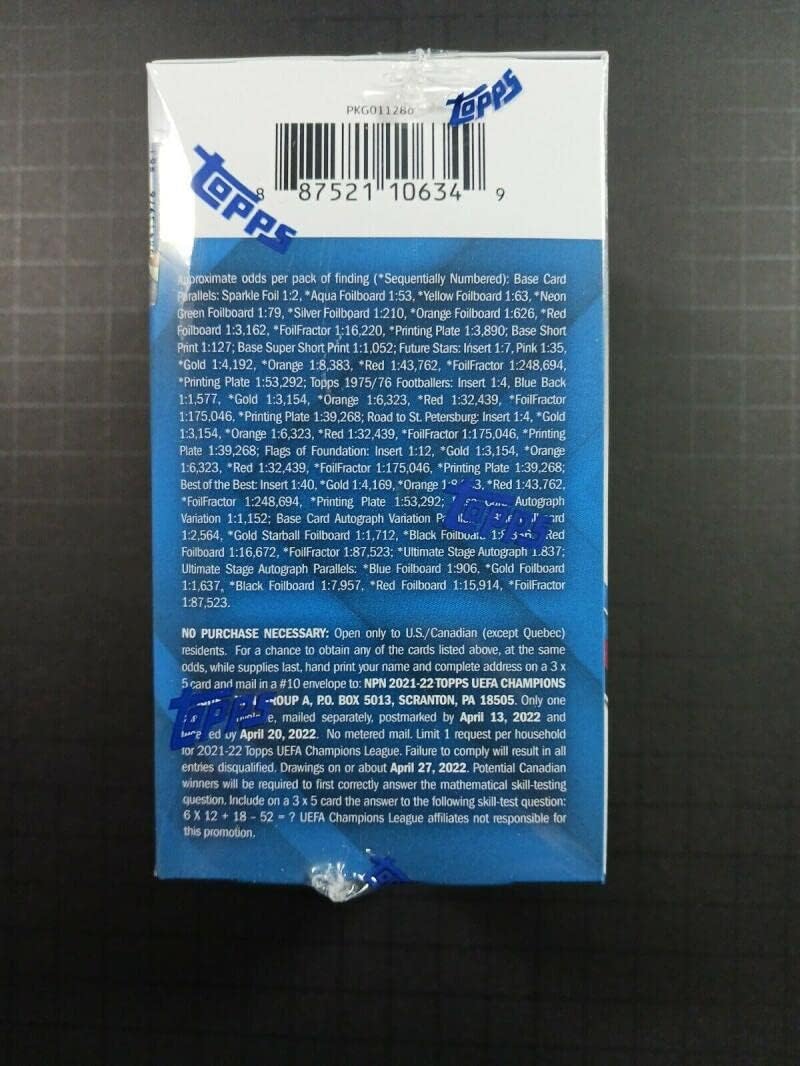 PKG011286
TOPPS
TOPPS
8 87521 10634 9
Approximate odds per pack of finding (*Sequentially Numbered): Base Card
Parallels: Sparkle Foil 1:2, *Aqua Foilboard 1:53, *Yellow Foilboard 1:63, *Neon
Green Foilboard 1:79, *Silver Foilboard 1:210, *Orange Foilboard 1:626, *Red
Foilboard 1:3,162, *FoilFractor 1:16,220, *Printing Plate 1:3,890; Base Short
Print 1:127; Base Super Short Print 1:1,052; Future Stars: Insert 1:7, Pink 1:35,
*Gold 1:4,192, *Orange 1:8,383, *Red 1:43,762, *FoilFractor 1:248,694,
*Printing Plate 1:53,292; Topps 1975/76 Footballers: Insert 1:4, Blue Back
1:1,577, *Gold 1:3,154, *Orange 1:6,323, *Red 1:32,439, *FoilFractor
1:175,046, *Printing Plate 1:39,268; Road to St. Petersburg: Insert 1:4, *Gold
1:3,154, *Orange 1:6,323, *Red 1:32,439, *FoilFractor 1:175,046, *Printing
Plate 1:39,268; Flags of Foundation: Insert 1:12, *Gold 1:3,154, *Orange
1:6,323, *Red 1:32,439, *FoilFractor 1:175,046, *Printing Plate 1:39,268;
Best of the Best: Insert 1:40, *Gold 1:4,169, *Orange *Red 1:43,762,
*FoilFractor 1:248,694, *Printing Plate 1:53,292; Autograph
Variation 1:1,152; Base Card Autograph Variation
TOPPS
1:2,564, *Gold Starball Foilboard 1:1,712, *Black *Red
Foilboard 1:16,672, *FoilFractor 1:87,523; *Ultimate Stage Autograph 1:837;
Ultimate Stage Autograph Parallels: *Blue Foilboard 1:906, *Gold Foilboard
1:1,637, *Black Foilboard 1:7,957, *Red Foilboard 1:15,914, *FoilFractor
1:87,523.
NO PURCHASE NECESSARY: Open only to U.S./Canadian (except Quebec)
residents. For a chance to obtain any of the cards listed above, at the same
odds, while supplies last, hand print your name and complete address on a 3 x
5 card and mail in a #10 envelope to: NPN 2021-22 TOPPS UEFA CHAMPIONS
GROUP A, P.O. BOX 5013, SCRANTON, PA 18505. Only one
TOPPS
mailed separately, postmarked by April 13, 2022 and
by April 20, 2022. No metered mail. Limit 1 request per household
for 2021-22 Topps UEFA Champions League. Failure to comply will result in all
entries disqualified. Drawings on or about April 27, 2022. Potential Canadian
winners will be required to first correctly answer the mathematical skill-testing
question. Include on a 3 x 5 card the answer to the following skill-test question:
6 X 12 + 18 - 52 = ? UEFA Champions League affiliates not responsible for
this promotion.